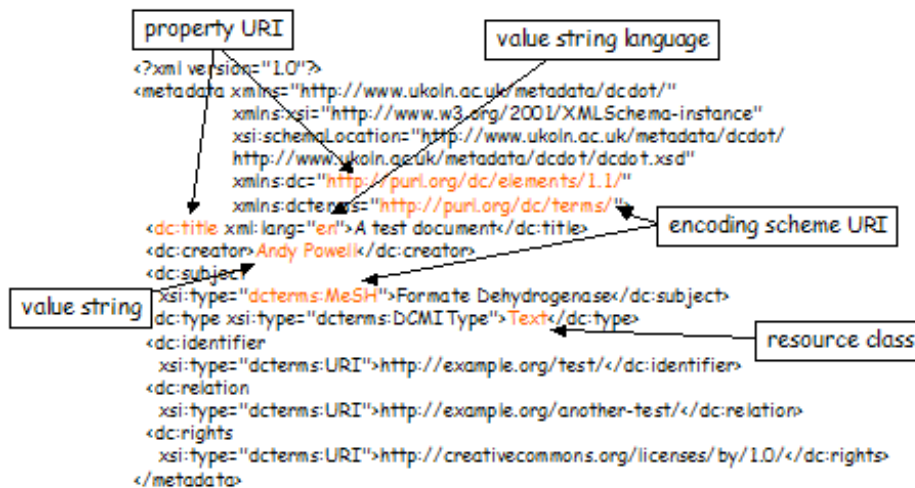 property URI
value string language
<?xml version="1.0"?>
<metadata xmlns="http://www.ukoln.ac.uk/metadata/dcdot/"
xmlns:xsi="http://www.w3.org/2001/XMLSchema-instance"
xsi:schemaLocation="http://www.ukoln.ac.uk/metadata/dcdot/
http://www.ukoln.ac.uk/metadata/dcdot/dcdot.xsd"
xmlns:dc="http://purl.org/dc/elements/1.1/"
xmlns:dcterms="http://purl.org/dc/terms/">
<dc:title xml:lang="en">A test document</dc:title>
encoding scheme URI
<dc:creator>Andy Powell</dc:creator>
<dc:subject
value string
xsi:type="dcterms:MeSH">Formate Dehydrogenase</dc:subject>
dc:type xsi:type="dcterms:DCMIType">Text</dc:type>
resource class
<dc:identifier
xsi:type="dcterms:URI">http://example.org/test/</dc:identifier>
<dc:relation
xsi:type="dcterms:URI">http://example.org/another-test/</dc:relation>
<dc:rights
xsi:type="dcterms:URI">http://creativecommons.org/licenses/by/1.0/</dc:rights>
</metadata>